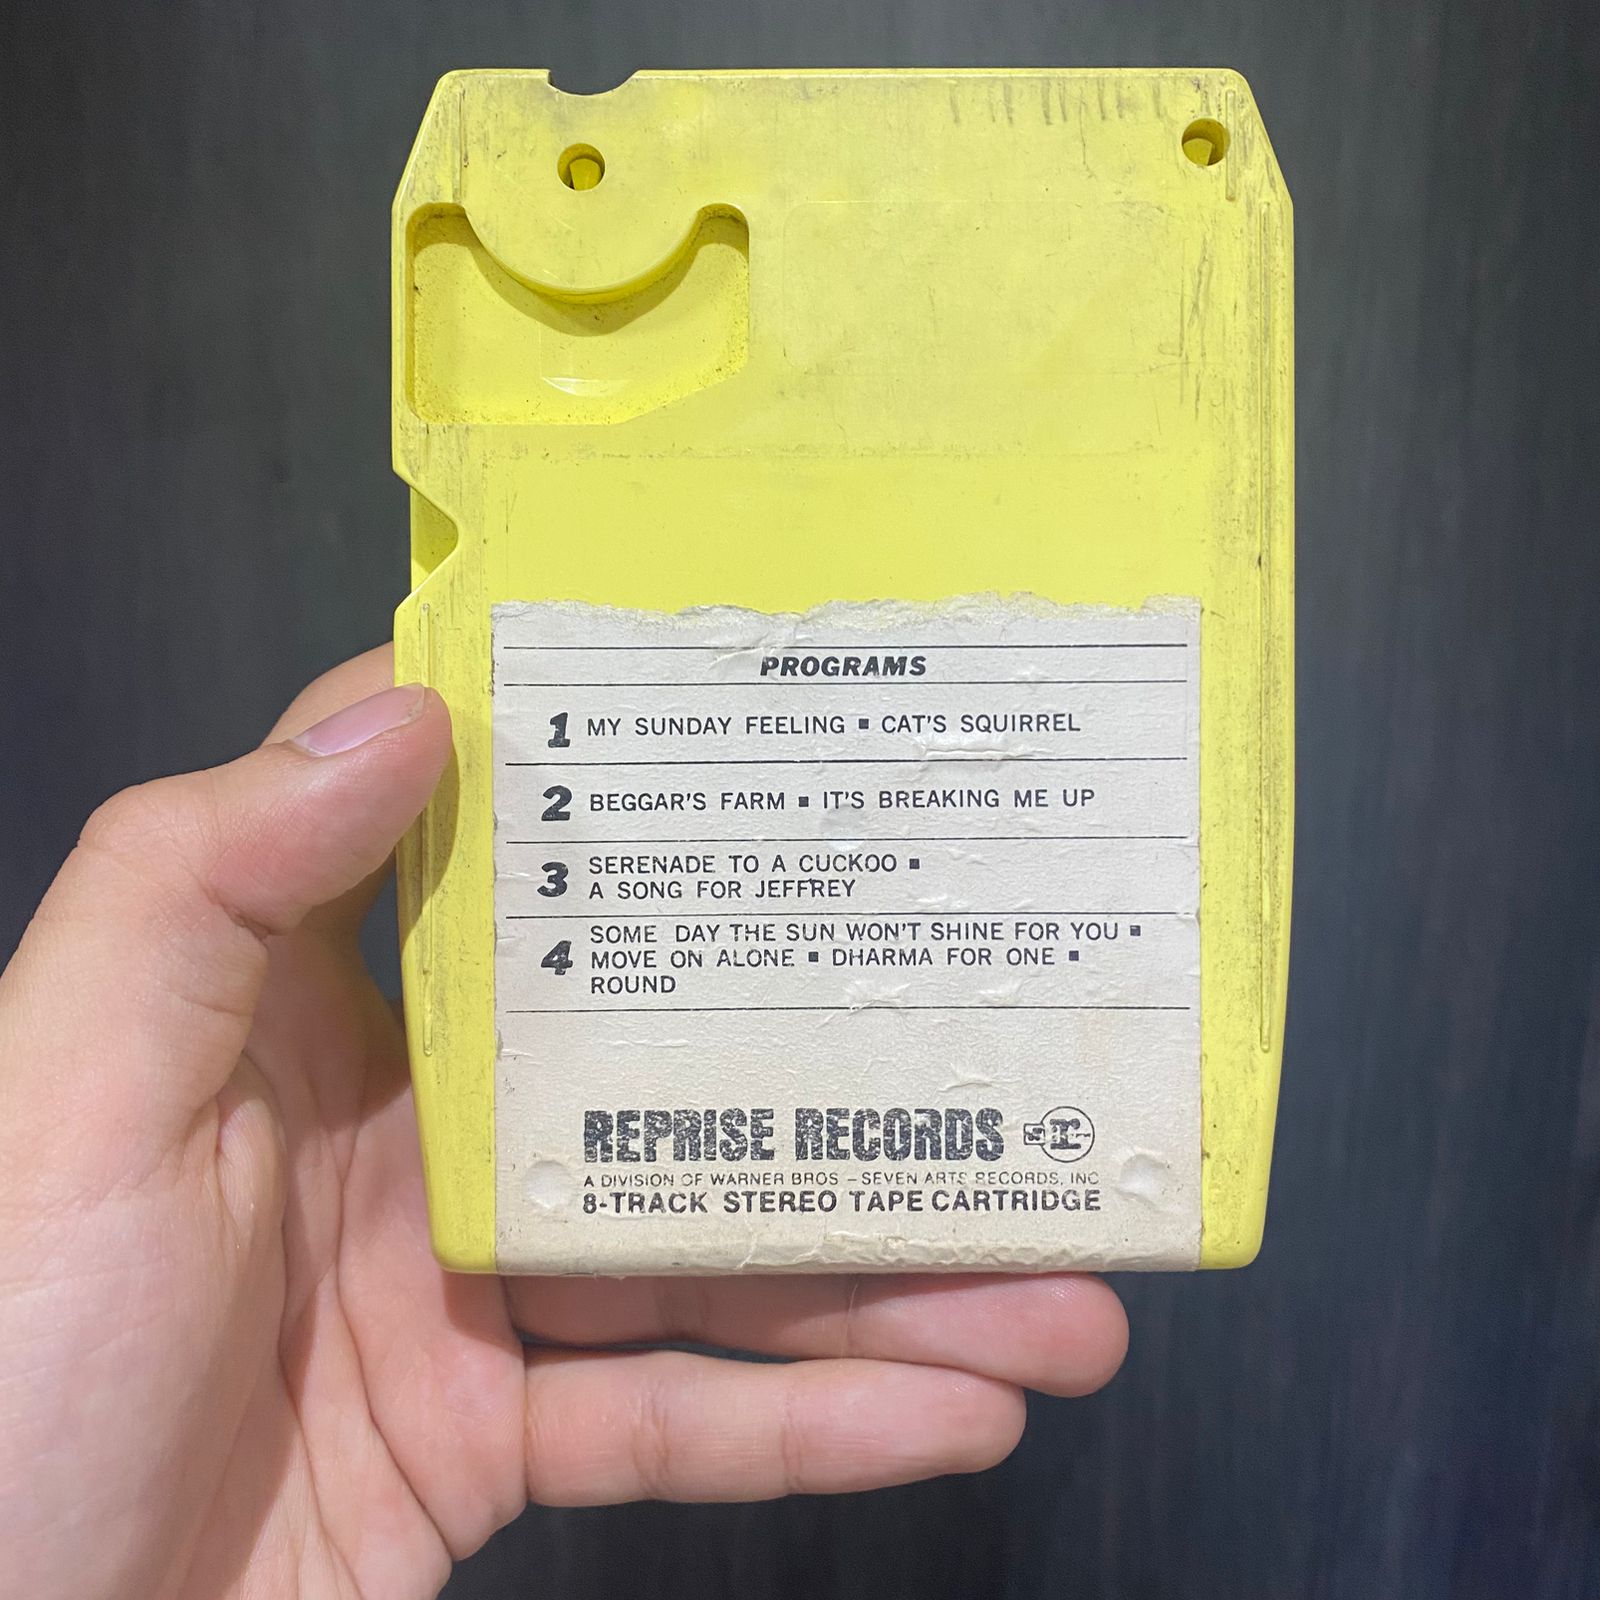 PROGRAMS
1 MY SUNDAY FEELING ▪ CAT'S SQUIRREL
2 BEGGAR'S FARM ▪ IT'S BREAKING ME UP
3 SERENADE TO A CUCKOO ▪
A SONG FOR JEFFREY
4 SOME DAY THE SUN WON'T SHINE FOR YOU ▪
MOVE ON ALONE ▪ DHARMA FOR ONE ▪
ROUND
REPRISE RECORDS r
A DIVISION OF WARNER BROS – SEVEN ARTS RECORDS, INC
8-TRACK STEREO TAPE CARTRIDGE